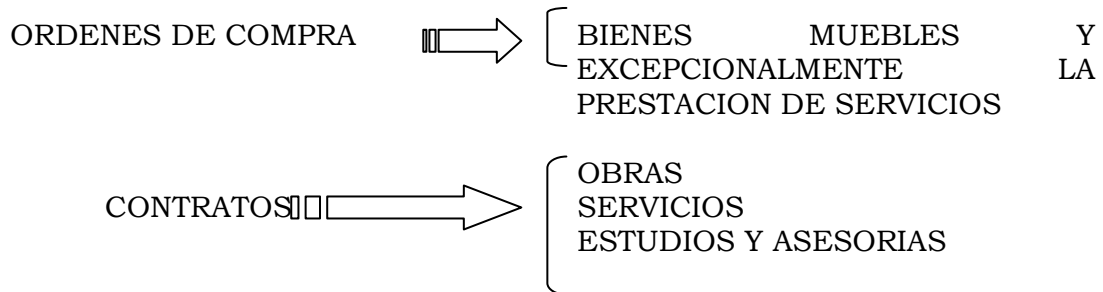 ORDENES DE COMPRA
BIENES MUEBLES Y
EXCEPCIONALMENTE LA
PRESTACION DE SERVICIOS
CONTRATOS
OBRAS
SERVICIOS
ESTUDIOS Y ASESORIAS